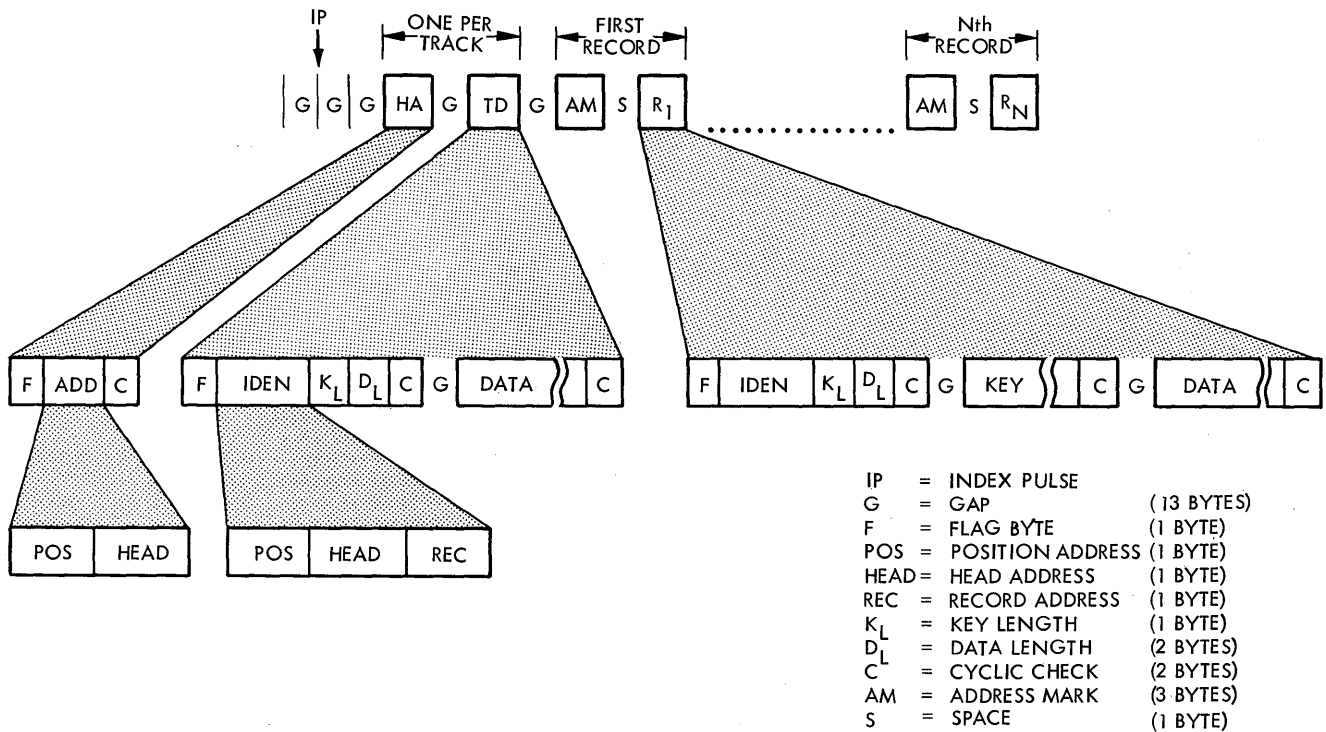 IP
ONE PER TRACK
FIRST RECORD
Nth RECORD
G G G HA G TD G AM S R1 .................. AM S RN
F ADD C
F IDEN KL DL C G DATA C
F IDEN KL DL C G KEY C G DATA C
POS HEAD
POS HEAD REC
IP = INDEX PULSE
G = GAP (13 BYTES)
F = FLAG BYTE (1 BYTE)
POS = POSITION ADDRESS (1 BYTE)
HEAD = HEAD ADDRESS (1 BYTE)
REC = RECORD ADDRESS (1 BYTE)
KL = KEY LENGTH (1 BYTE)
DL = DATA LENGTH (2 BYTES)
C = CYCLIC CHECK (2 BYTES)
AM = ADDRESS MARK (3 BYTES)
S = SPACE (1 BYTE)